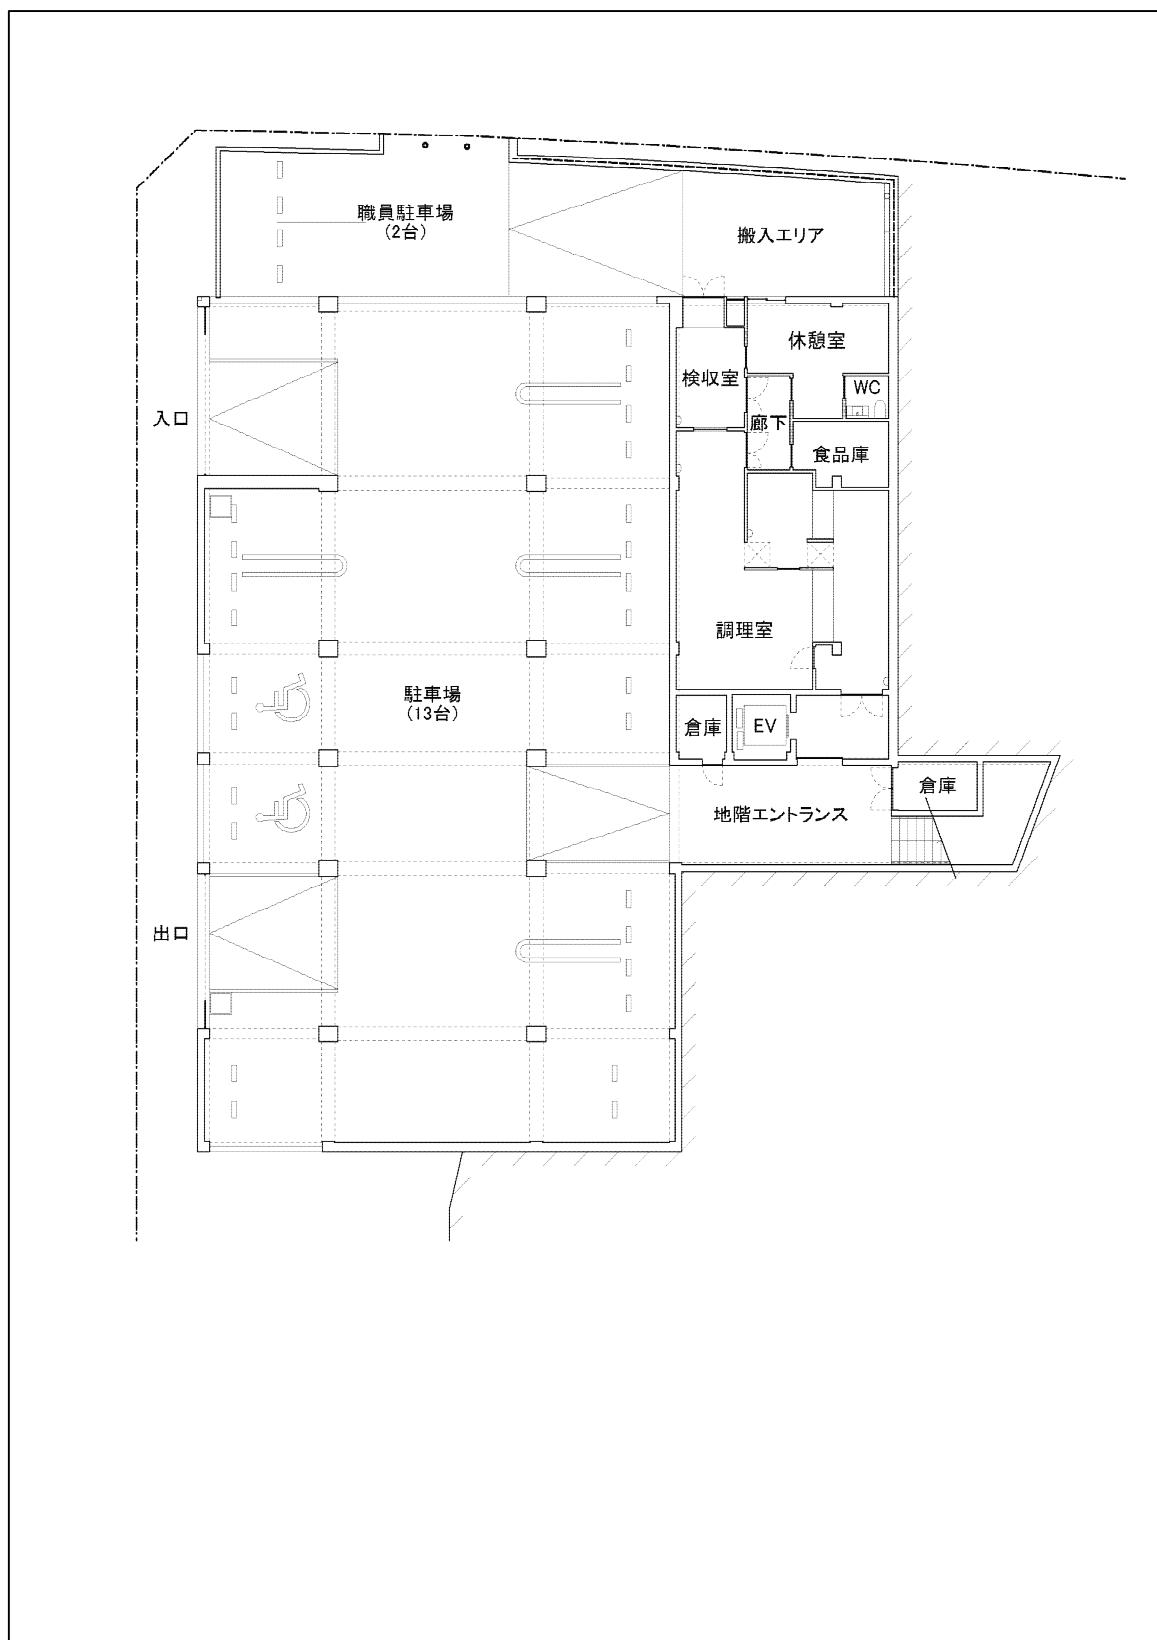 職員駐車場
(2台)
搬入エリア
休憩室
検収室
WC
入口
廊下
食品庫
調理室
駐車場
(13台)
倉庫
EV
倉庫
地階エントランス
出口